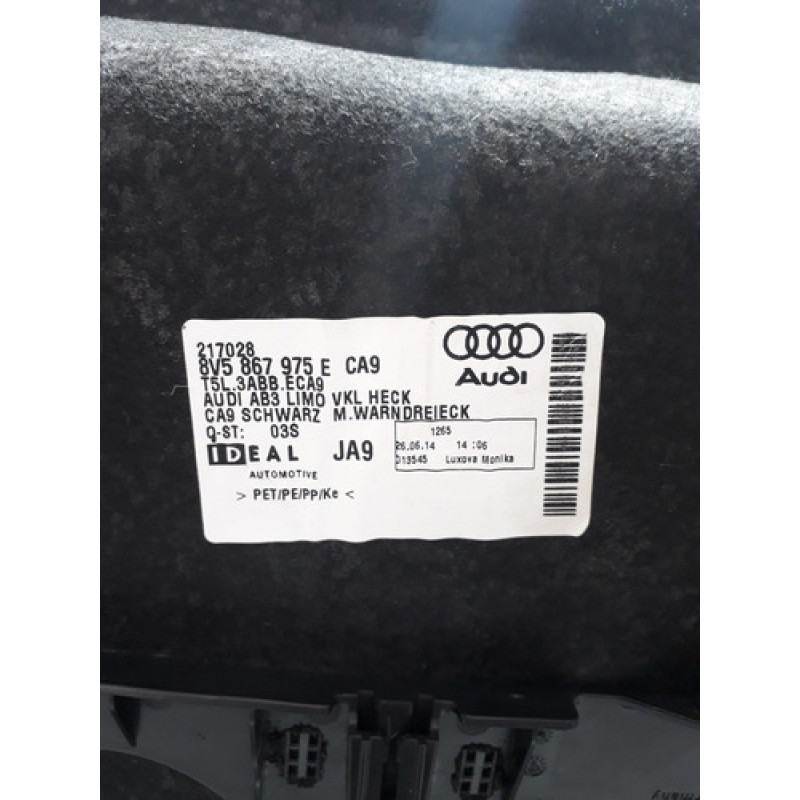 217028
8V5 867 975 E CA9
T5L.3ABB.ECA9
AUDI AB3 LIMO VKL HECK
CA9 SCHWARZ M.WARNDREIECK
Q-ST: 03S
IDEAL
AUTOMOTIVE
JA9
> PET/PE/PP/Ke <
Audi
1265
26.06.14 14:06
013545 Luxova Monika